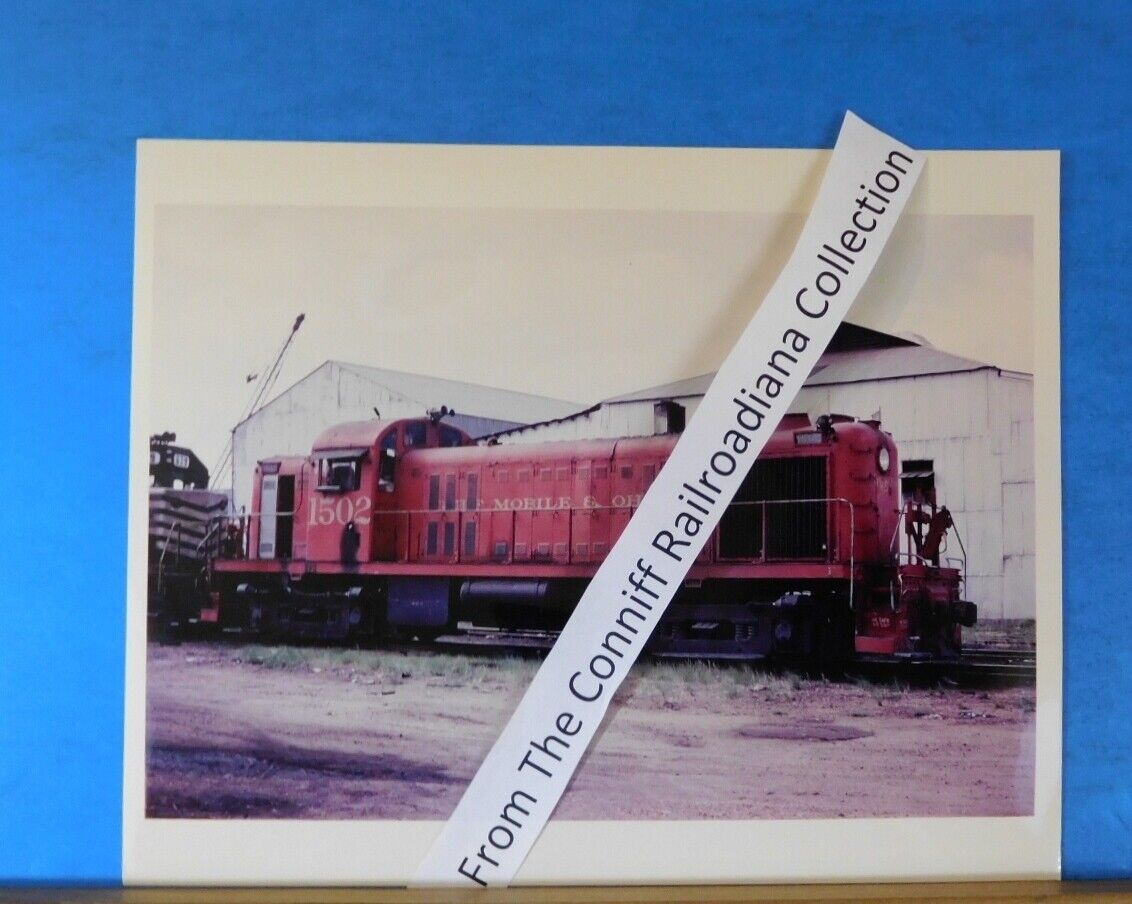 From The Conniff Railroadiana Collection
1502
MOBILE & OH